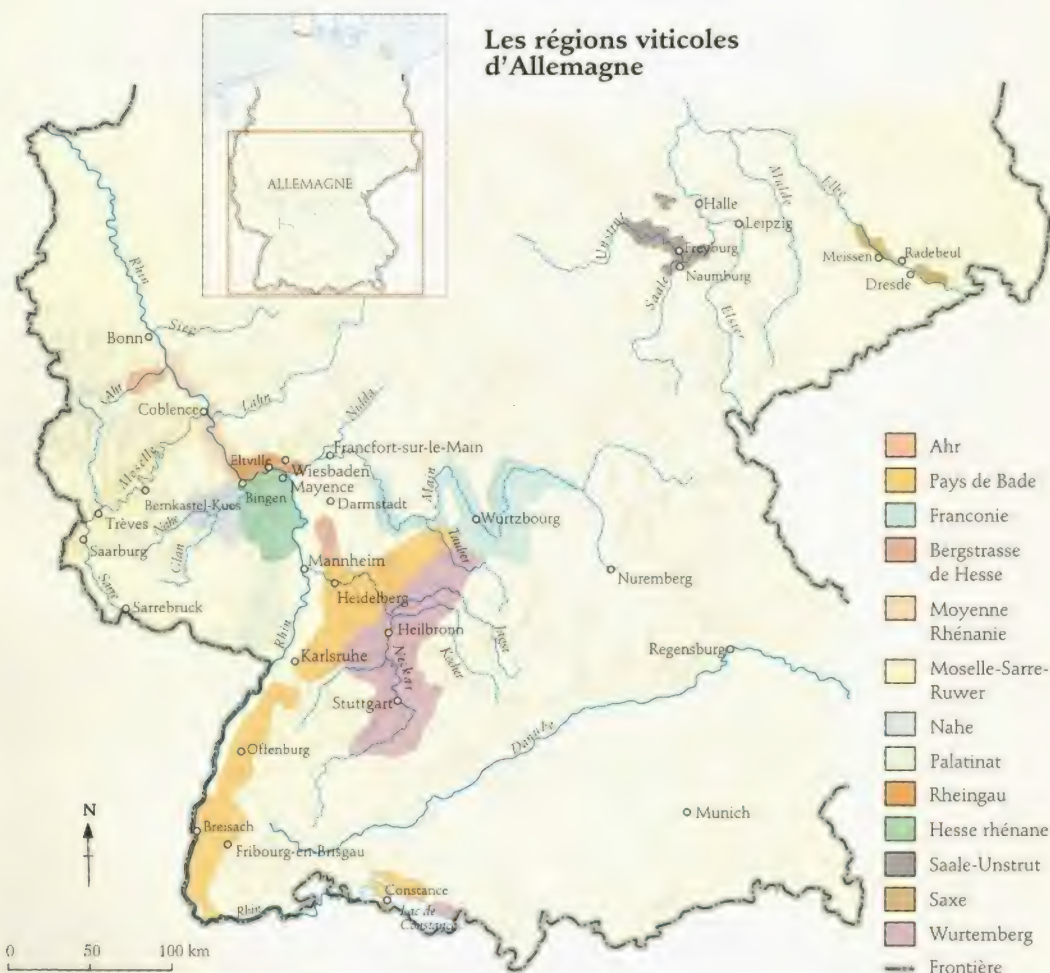 Les régions viticoles
d'Allemagne
ALLEMAGNE
Halle
Leipzig
Mulde
Elbe
Unstrut
Freyburg
Naumburg
Saale
Elster
Meissen
Radebeul
Dresde
Rhin
Sieg
Bonn
Ahr
Coblence
Lahn
Nidda
Moselle
Eltville
Francfort-sur-le-Main
Wiesbaden
Mayence
Bingen
Bernkastel-Kues
Darmstadt
Main
Wurtzbourg
Trèves
Nahe
Glan
Saarburg
Sarre
Sarrebruck
Mannheim
Heidelberg
Tauber
Nuremberg
Rhin
Heilbronn
Jagst
Kocher
Karlsruhe
Neckar
Regensburg
Stuttgart
Danube
Offenburg
Munich
N
Breisach
Fribourg-en-Brisgau
Constance
Rhin
Lac de
Constance
0 50 100 km
Ahr
Pays de Bade
Franconie
Bergstrasse
de Hesse
Moyenne
Rhénanie
Moselle-Sarre-
Ruwer
Nahe
Palatinat
Rheingau
Hesse rhénane
Saale-Unstrut
Saxe
Wurtemberg
Frontière